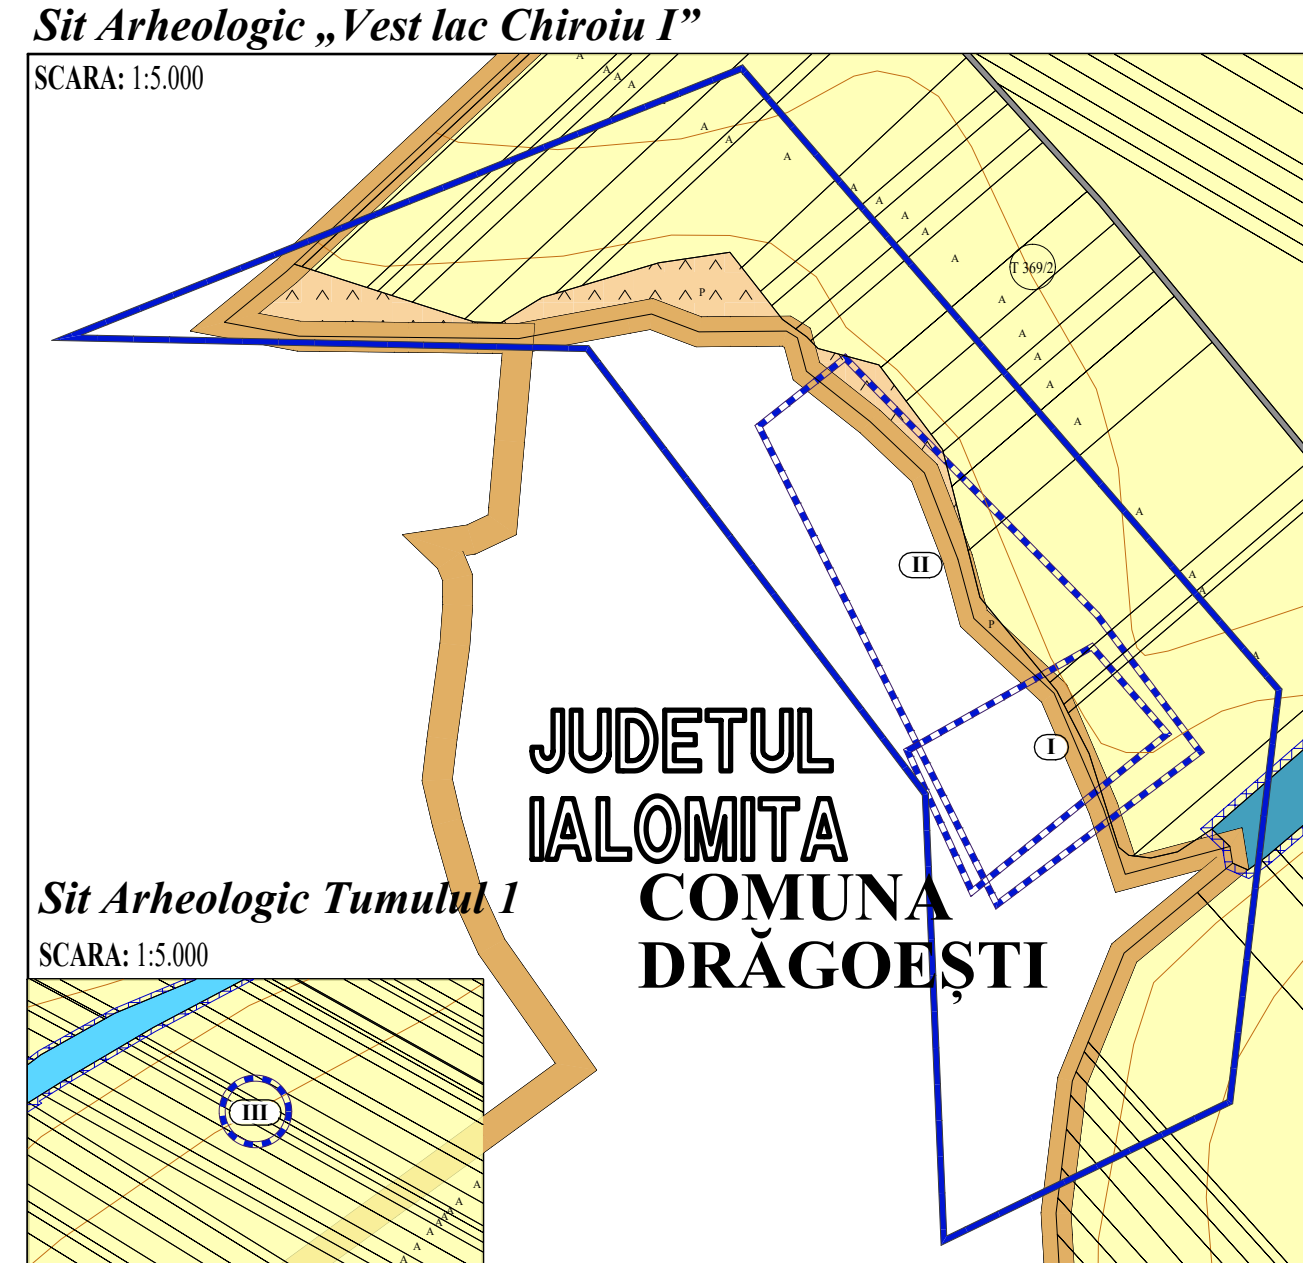 Sit Arheologic „Vest lac Chiroiu I”
SCARA: 1:5.000
A
A
A
A
A
A
A
A
A
A
A
A
T 369/2
P
A
A
A
A
A
A
II
A
A
P
A
I
JUDETUL
IALOMITA
COMUNA
DRĂGOEȘTI
Sit Arheologic Tumulul 1
SCARA: 1:5.000
III
A
A
A
A
A
A
A
A